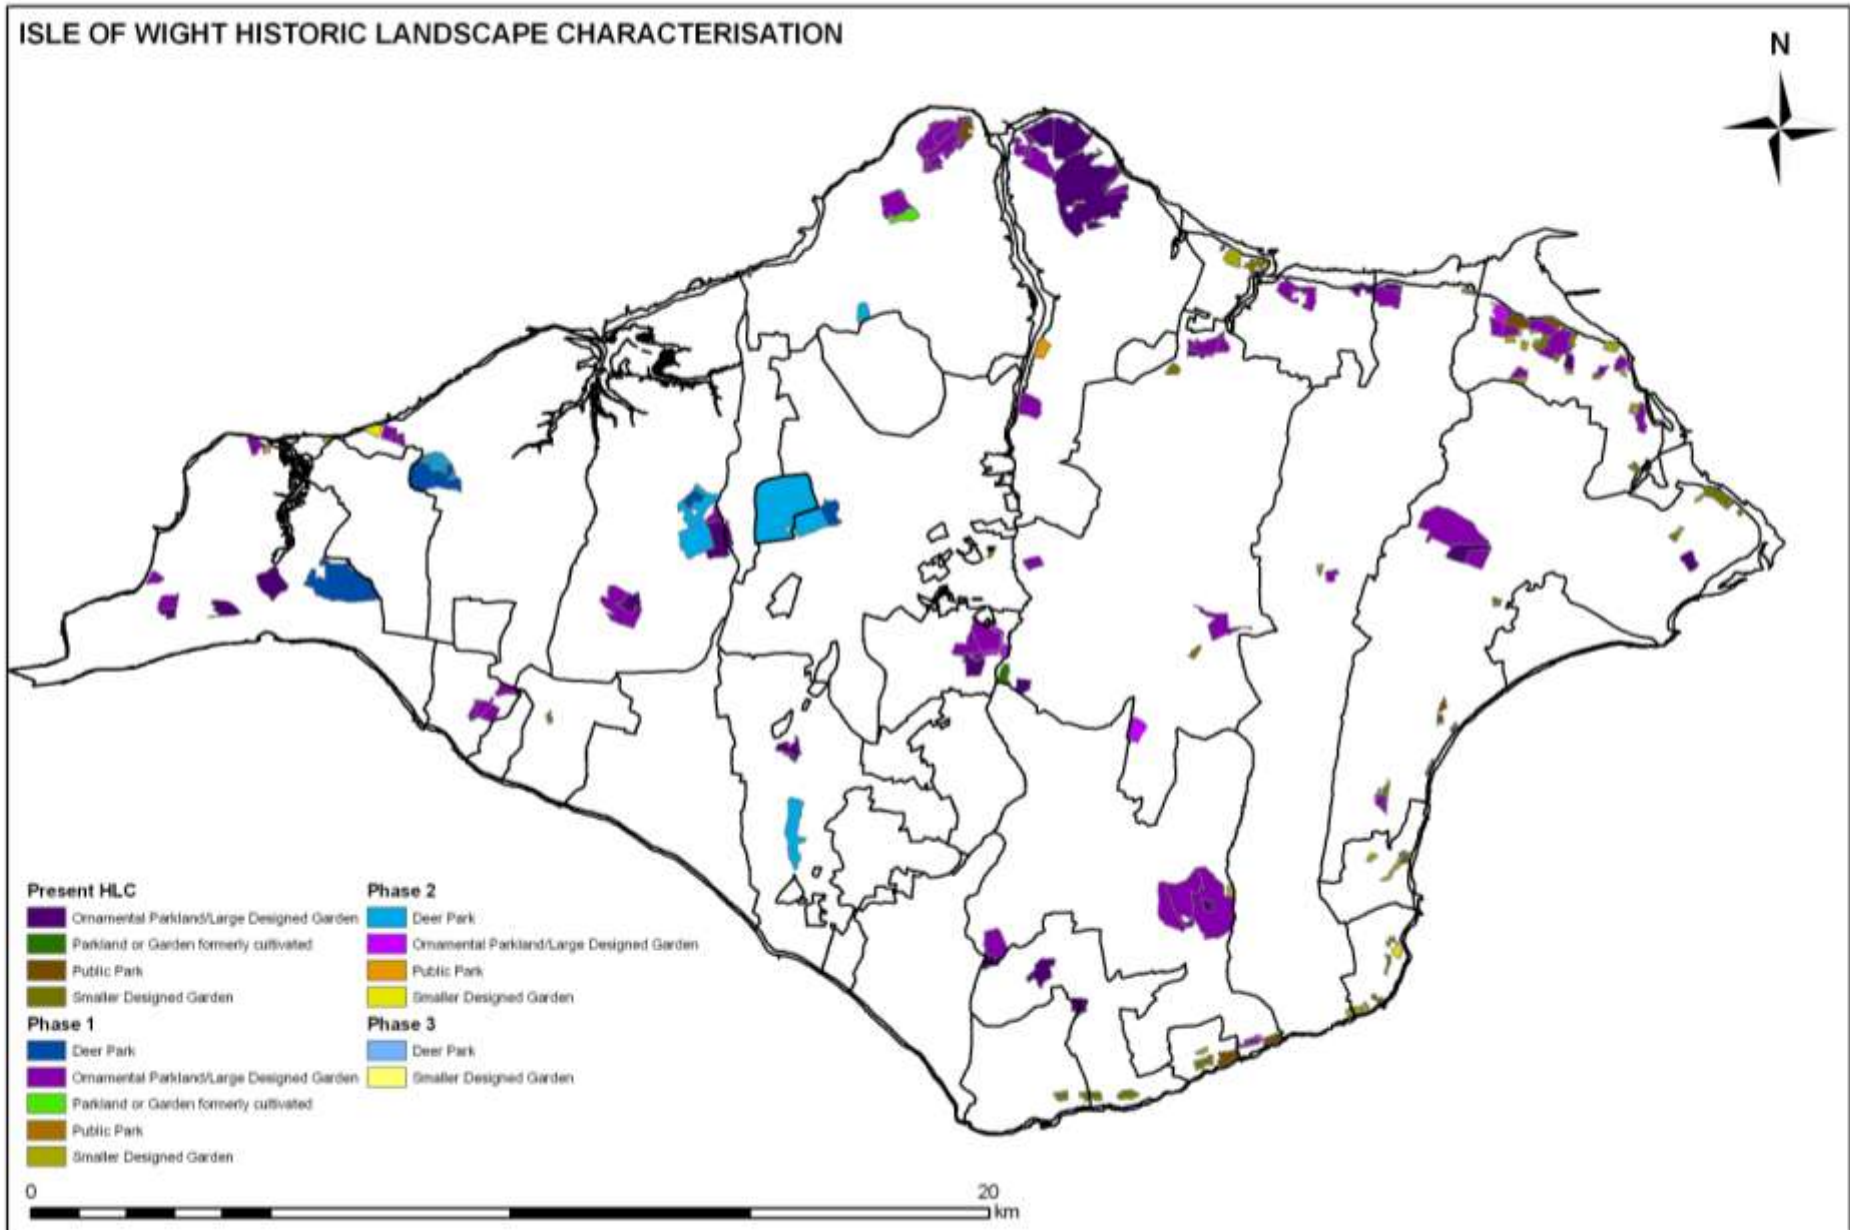 ISLE OF WIGHT HISTORIC LANDSCAPE CHARACTERISATION
N
Present HLC
Ornamental Parkland/Large Designed Garden
Parkland or Garden formerly cultivated
Public Park
Smaller Designed Garden
Phase 1
Deer Park
Ornamental Parkland/Large Designed Garden
Parkland or Garden formerly cultivated
Public Park
Smaller Designed Garden
Phase 2
Deer Park
Ornamental Parkland/Large Designed Garden
Public Park
Smaller Designed Garden
Phase 3
Deer Park
Smaller Designed Garden
0 20
km